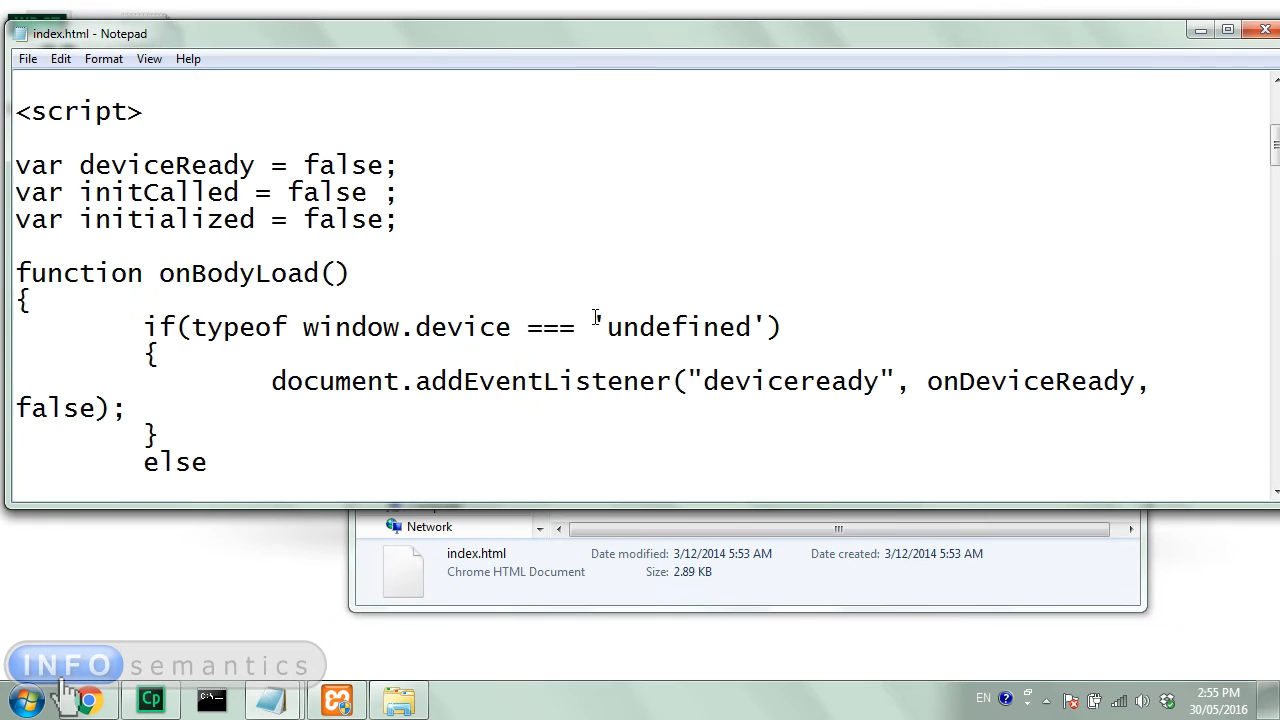 index.html - Notepad
File Edit Format View Help
<script>
var deviceReady = false;
var initCalled = false ;
var initialized = false;
function onBodyLoad()
{
if(typeof window.device === 'undefined')
{
document.addEventListener("deviceready", onDeviceReady,
false);
}
else
Network
index.html Date modified: 3/12/2014 5:53 AM Date created: 3/12/2014 5:53 AM
Chrome HTML Document Size: 2.89 KB
INFO semantics
Cp
C:\_
EN
2:55 PM
30/05/2016